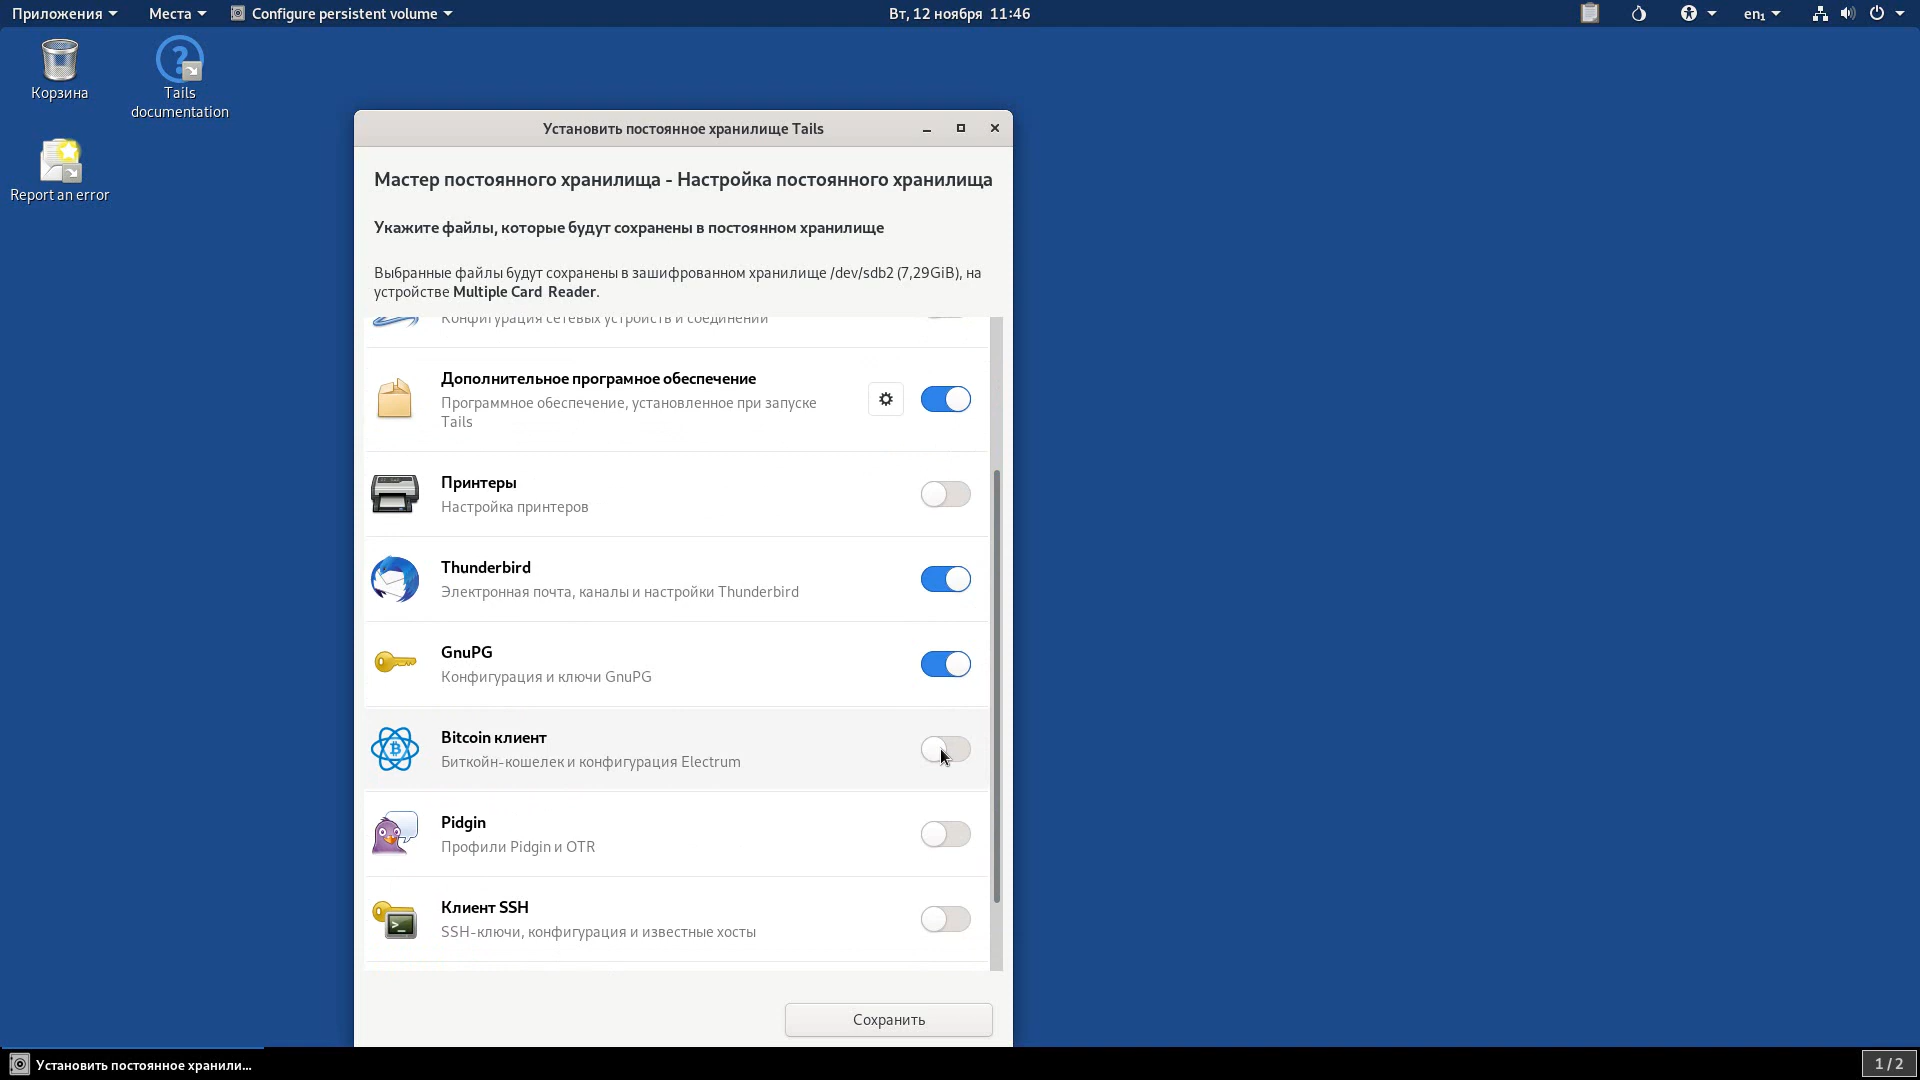 Приложения
Места
Configure persistent volume
Вт, 12 ноября 11:46
en₁
Корзина
Tails
documentation
Report an error
Установить постоянное хранилище Tails
Мастер постоянного хранилища - Настройка постоянного хранилища
Укажите файлы, которые будут сохранены в постоянном хранилище
Выбранные файлы будут сохранены в зашифрованном хранилище /dev/sdb2 (7,29GiB), на
устройстве Multiple Card Reader.
Конфигурация сетевых устройств и соединений
Дополнительное програмное обеспечение
Программное обеспечение, установленное при запуске
Tails
Принтеры
Настройка принтеров
Thunderbird
Электронная почта, каналы и настройки Thunderbird
GnuPG
Конфигурация и ключи GnuPG
Bitcoin клиент
Биткойн-кошелек и конфигурация Electrum
Pidgin
Профили Pidgin и OTR
Клиент SSH
SSH-ключи, конфигурация и известные хосты
Сохранить
Установить постоянное хранили...
1 / 2